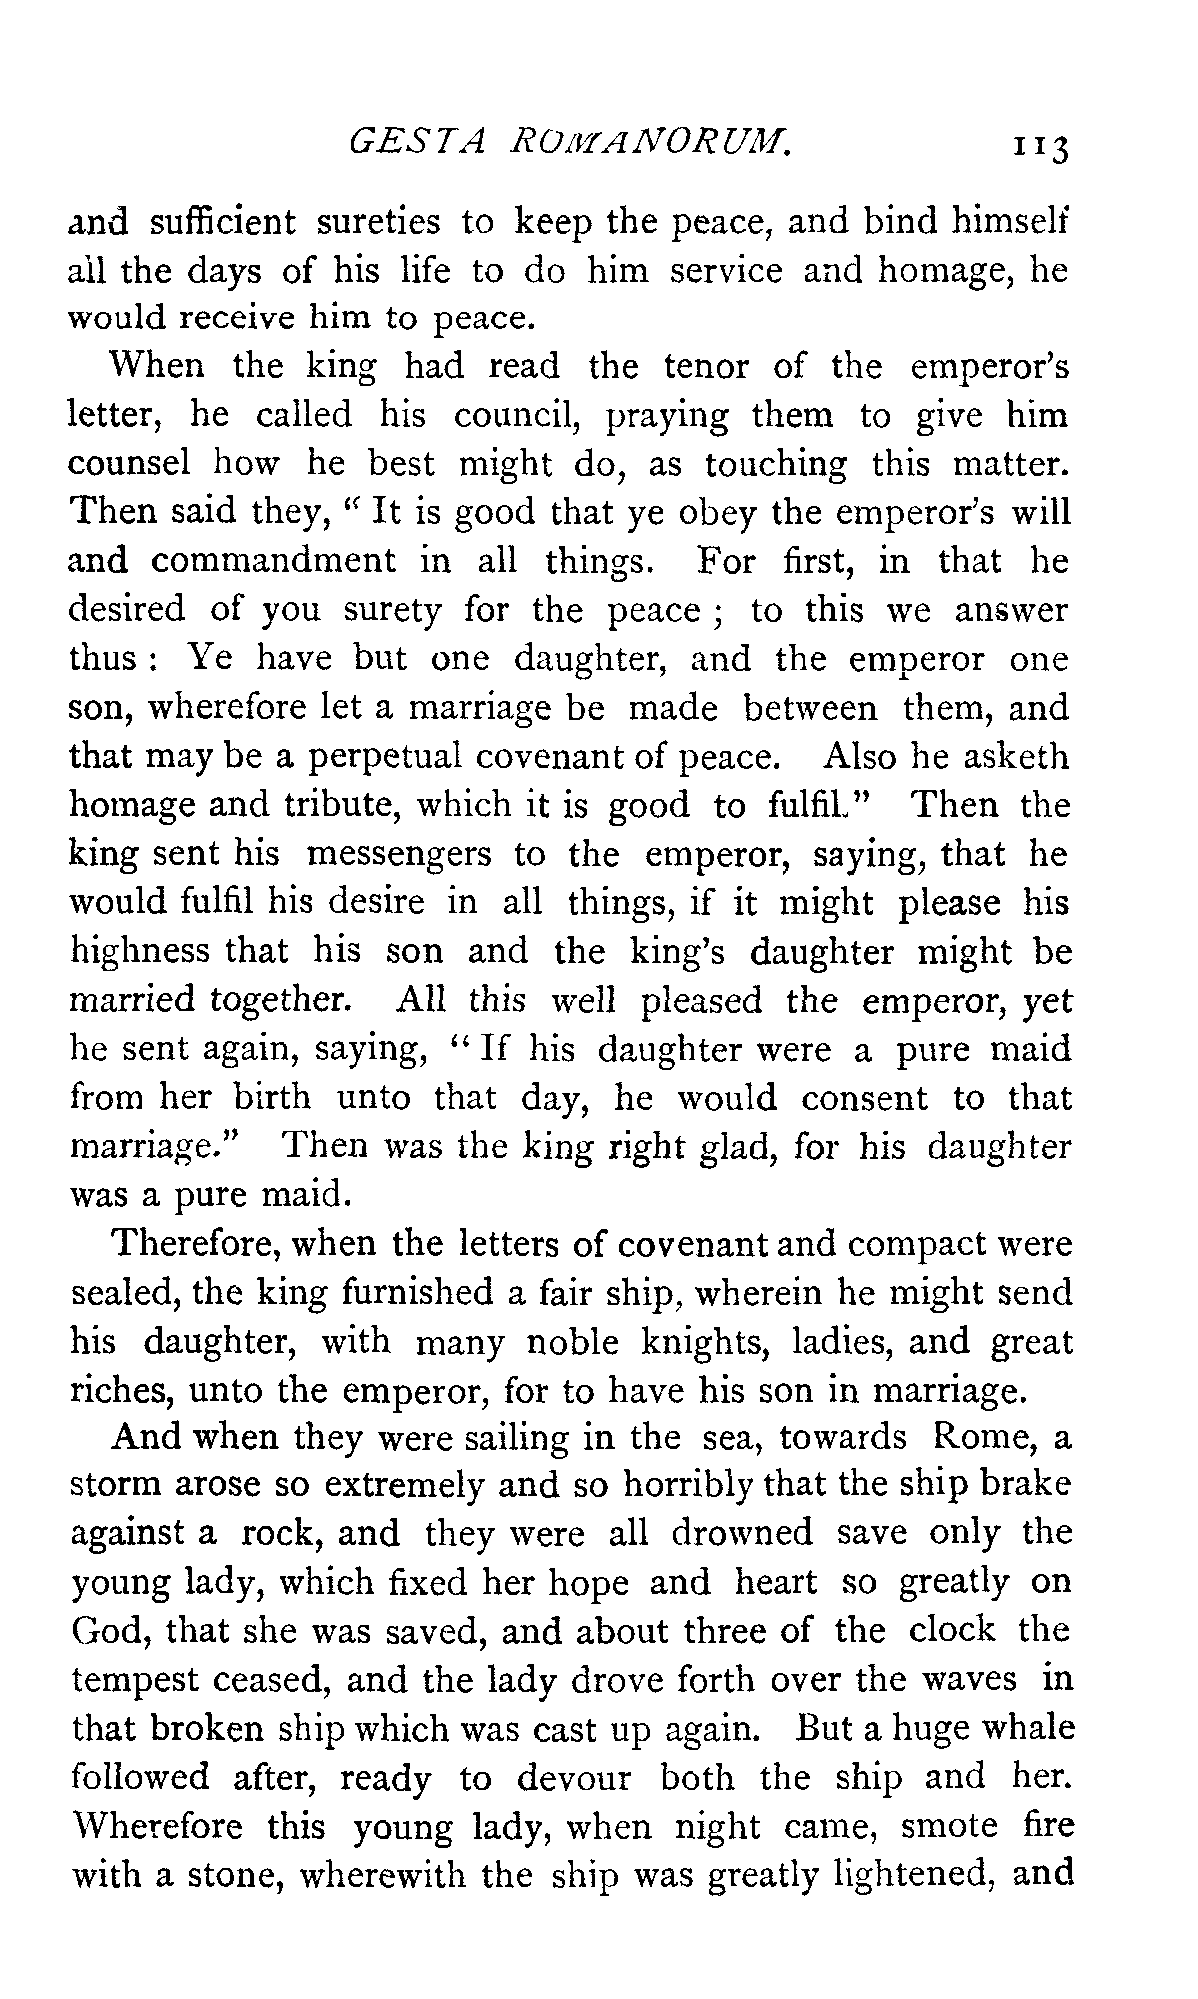 GESTA ROMANORUM. 113
and sufficient sureties to keep the peace, and bind himself
all the days of his life to do him service and homage, he
would receive him to peace.
When the king had read the tenor of the emperor's
letter, he called his council, praying them to give him
counsel how he best might do, as touching this matter.
Then said they, “ It is good that ye obey the emperor's will
and commandment in all things. For first, in that he
desired of you surety for the peace ; to this we answer
thus : Ye have but one daughter, and the emperor one
son, wherefore let a marriage be made between them, and
that may be a perpetual covenant of peace. Also he asketh
homage and tribute, which it is good to fulfil.” Then the
king sent his messengers to the emperor, saying, that he
would fulfil his desire in all things, if it might please his
highness that his son and the king's daughter might be
married together. All this well pleased the emperor, yet
he sent again, saying, “ If his daughter were a pure maid
from her birth unto that day, he would consent to that
marriage.” Then was the king right glad, for his daughter
was a pure maid.
Therefore, when the letters of covenant and compact were
sealed, the king furnished a fair ship, wherein he might send
his daughter, with many noble knights, ladies, and great
riches, unto the emperor, for to have his son in marriage.
And when they were sailing in the sea, towards Rome, a
storm arose so extremely and so horribly that the ship brake
against a rock, and they were all drowned save only the
young lady, which fixed her hope and heart so greatly on
God, that she was saved, and about three of the clock the
tempest ceased, and the lady drove forth over the waves in
that broken ship which was cast up again. But a huge whale
followed after, ready to devour both the ship and her.
Wherefore this young lady, when night came, smote fire
with a stone, wherewith the ship was greatly lightened, and